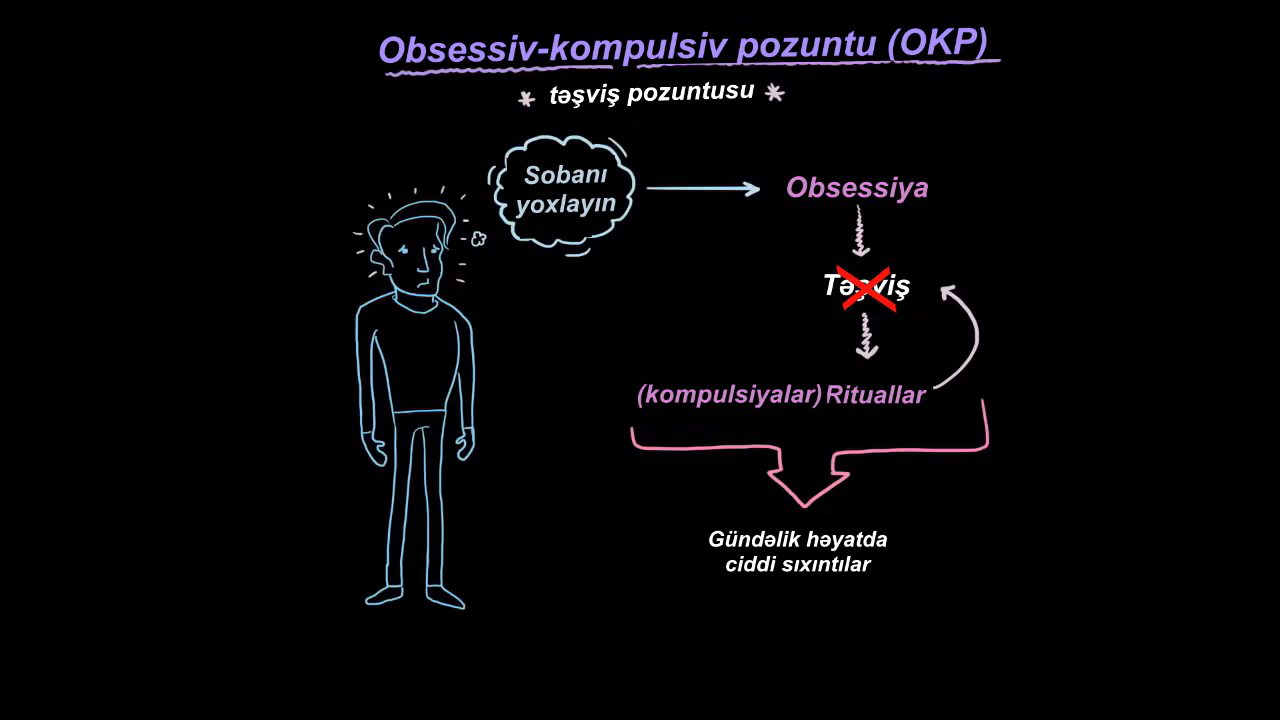 Obsessiv-kompulsiv pozuntu (OKP)
* təşviş pozuntusu *
Sobanı
yoxlayın
Obsessiya
Təşviş
(kompulsiyalar) Rituallar
Gündəlik həyatda
ciddi sıxıntılar